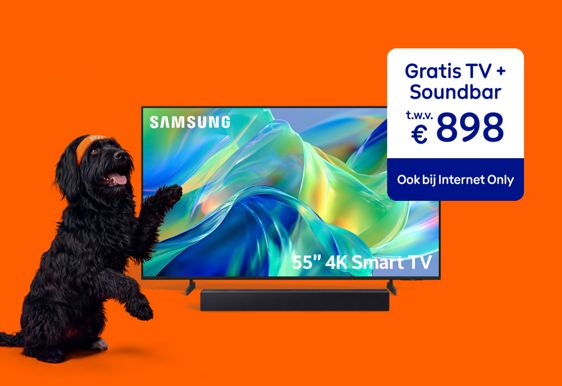 Gratis TV +
Soundbar
t.w.v.
€ 898
Ook bij Internet Only
SAMSUNG
55” 4K Smart TV